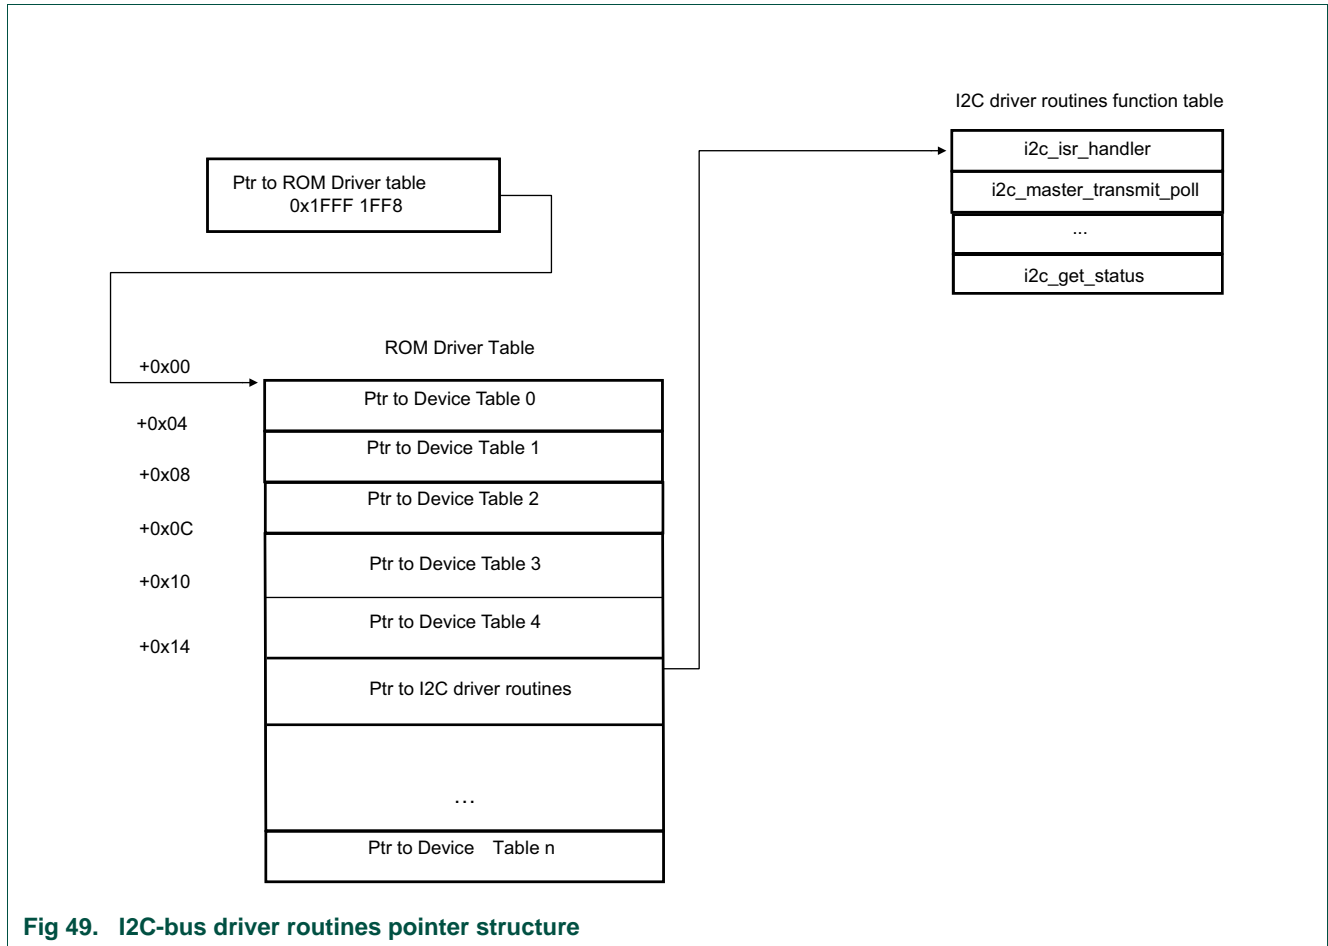 I2C driver routines function table
i2c_isr_handler
i2c_master_transmit_poll
...
i2c_get_status
Ptr to ROM Driver table
0x1FFF 1FF8
ROM Driver Table
+0x00
Ptr to Device Table 0
+0x04
Ptr to Device Table 1
+0x08
Ptr to Device Table 2
+0x0C
Ptr to Device Table 3
+0x10
Ptr to Device Table 4
+0x14
Ptr to I2C driver routines
...
Ptr to Device Table n
Fig 49. I2C-bus driver routines pointer structure